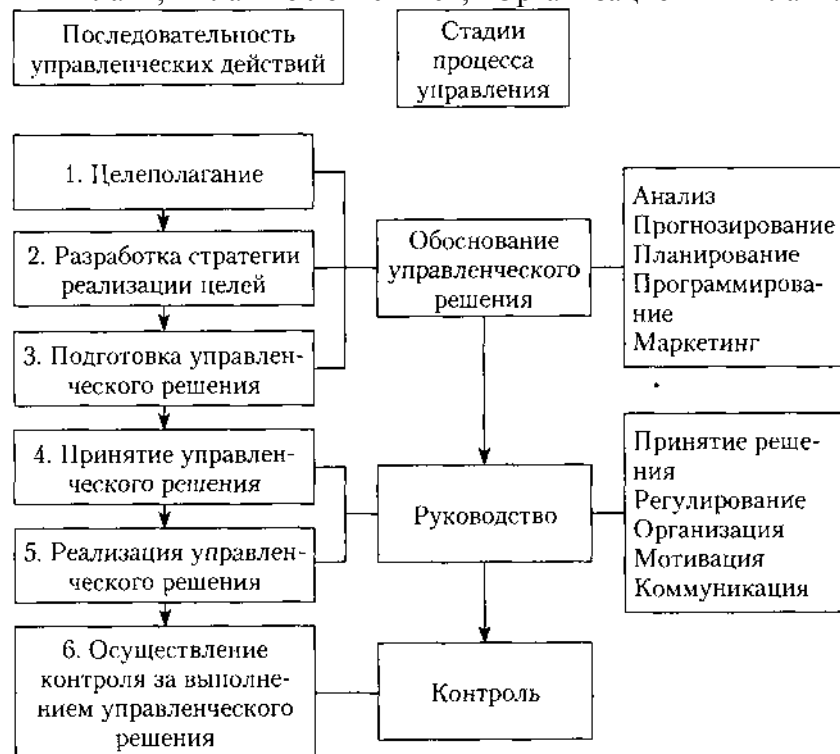 Последовательность
управленческих действий
Стадии
процесса
управления
1. Целеполагание
2. Разработка стратегии
реализации целей
3. Подготовка управлен-
ческого решения
4. Принятие управлен-
ческого решения
5. Реализация управлен-
ческого решения
6. Осуществление
контроля за выполне-
нием управленческого
решения
Обоснование
управленческого
решения
Руководство
Контроль
Анализ
Прогнозирование
Планирование
Программирова-
ние
Маркетинг
Принятие реше-
ния
Регулирование
Организация
Мотивация
Коммуникация